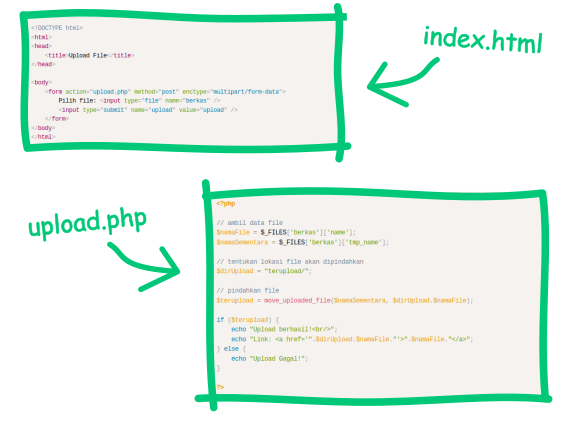 <!DOCTYPE html>
<html>
<head>
    <title>Upload File</title>
</head>

<body>
    <form action="upload.php" method="post" enctype="multipart/form-data">
        Pilih file: <input type="file" name="berkas" />
        <input type="submit" name="upload" value="upload" />
    </form>
</body>
</html>
index.html
upload.php
<?php

// ambil data file
$namaFile = $_FILES['berkas']['name'];
$namaSementara = $_FILES['berkas']['tmp_name'];

// tentukan lokasi file akan dipindahkan
$dirUpload = "terupload/";

// pindahkan file
$terupload = move_uploaded_file($namaSementara, $dirUpload.$namaFile);

if ($terupload) {
    echo "Upload berhasil!<br/>";
    echo "Link: <a href='".$dirUpload.$namaFile."'>".$namaFile."</a>";
} else {
    echo "Upload Gagal!";
}

?>